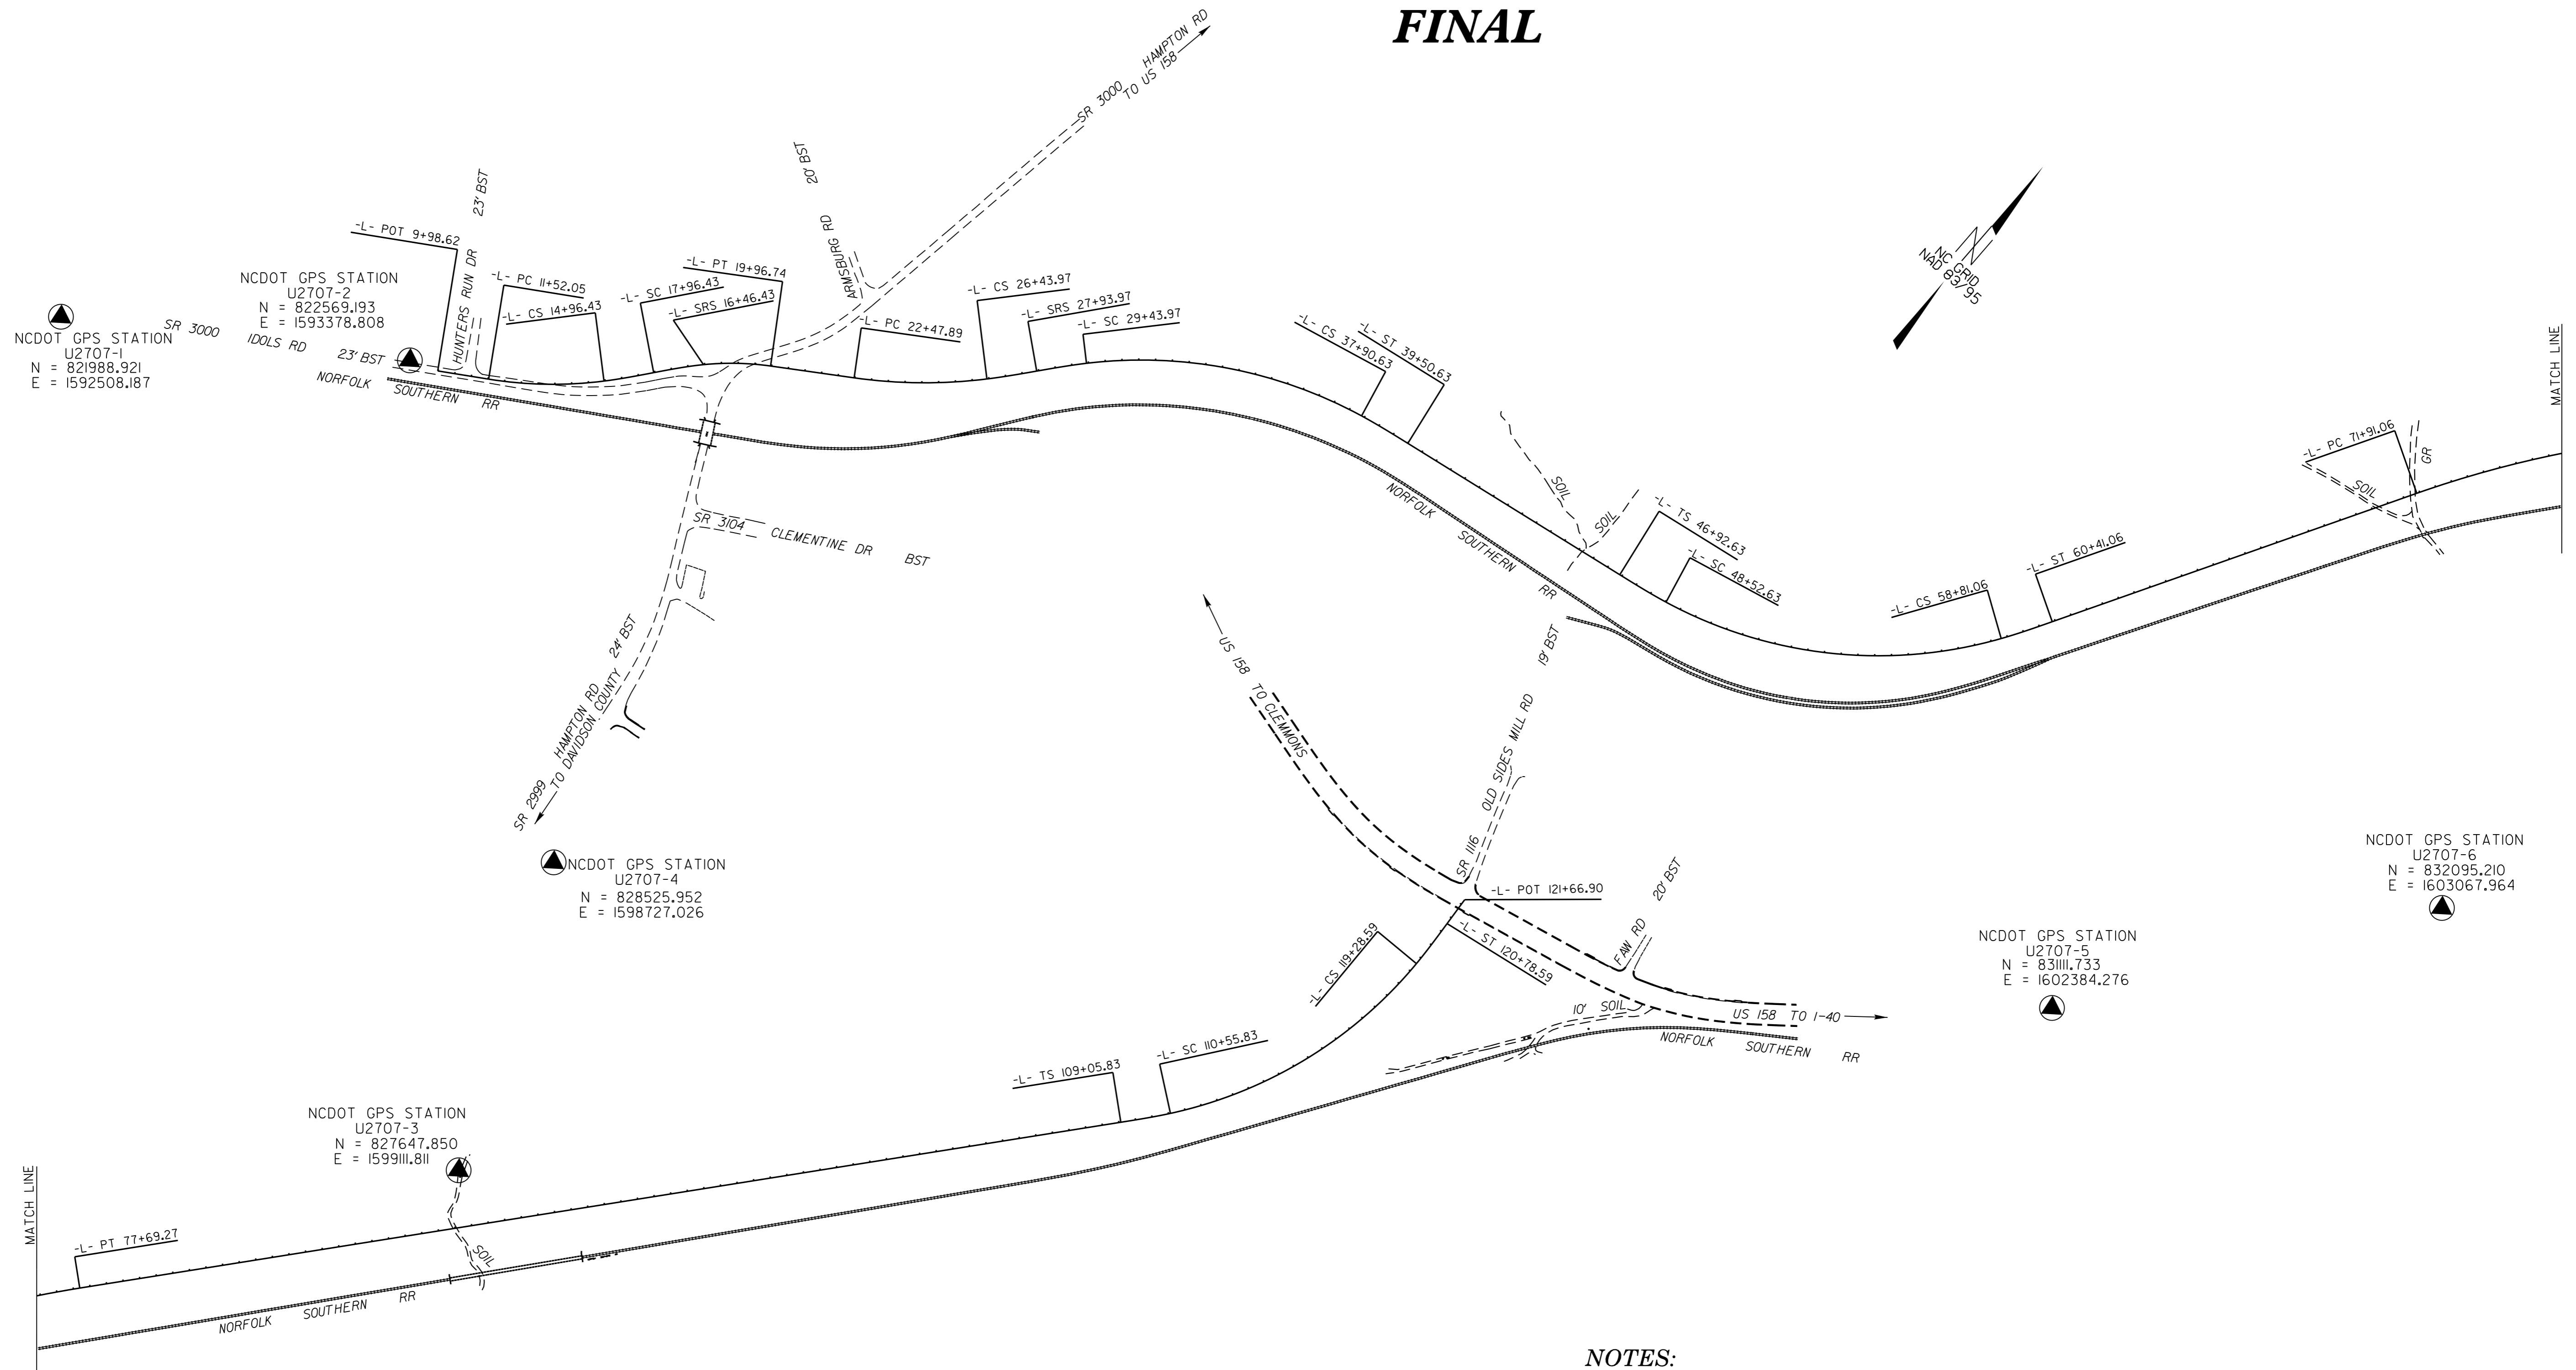 FINAL
HAMPTON RD
SR 3000 TO US 158
20' BST
ARMSBURG RD
23' BST
HUNTERS RUN DR
-L- POT 9+98.62
NCDOT GPS STATION
U2707-2
N = 822569.193
E = 1593378.808
NCDOT GPS STATION
U2707-1
N = 821988.921
E = 1592508.187
SR 3000 IDOLS RD 23' BST
NORFOLK SOUTHERN RR
-L- PC 11+52.05
-L- CS 14+96.43
-L- SC 17+96.43
-L- SRS 16+46.43
-L- PT 19+96.74
-L- PC 22+47.89
-L- CS 26+43.97
-L- SRS 27+93.97
-L- SC 29+43.97
-L- CS 37+90.63
-L- ST 39+50.63
NC GRID
NAD 83/95
MATCH LINE
SOIL
SOIL
-L- TS 46+92.63
-L- SC 48+52.63
NORFOLK SOUTHERN RR
-L- CS 58+81.06
-L- ST 60+41.06
-L- PC 71+91.06
SOIL
GR
SR 3104 CLEMENTINE DR BST
24' BST
HAMPTON RD
SR 2999 TO DAVIDSON COUNTY
NCDOT GPS STATION
U2707-4
N = 828525.952
E = 1598727.026
US 158 TO CLEMMONS
SR 1116 OLD SIDES MILL RD 19' BST
-L- POT 121+66.90
-L- ST 120+78.59
-L- CS 119+28.59
FAW RD 20' BST
10' SOIL
US 158 TO I-40
NORFOLK SOUTHERN RR
NCDOT GPS STATION
U2707-6
N = 832095.210
E = 1603067.964
NCDOT GPS STATION
U2707-5
N = 831111.733
E = 1602384.276
-L- TS 109+05.83
-L- SC 110+55.83
NCDOT GPS STATION
U2707-3
N = 827647.850
E = 1599111.811
MATCH LINE
-L- PT 77+69.27
SOIL
NORFOLK SOUTHERN RR
NOTES: